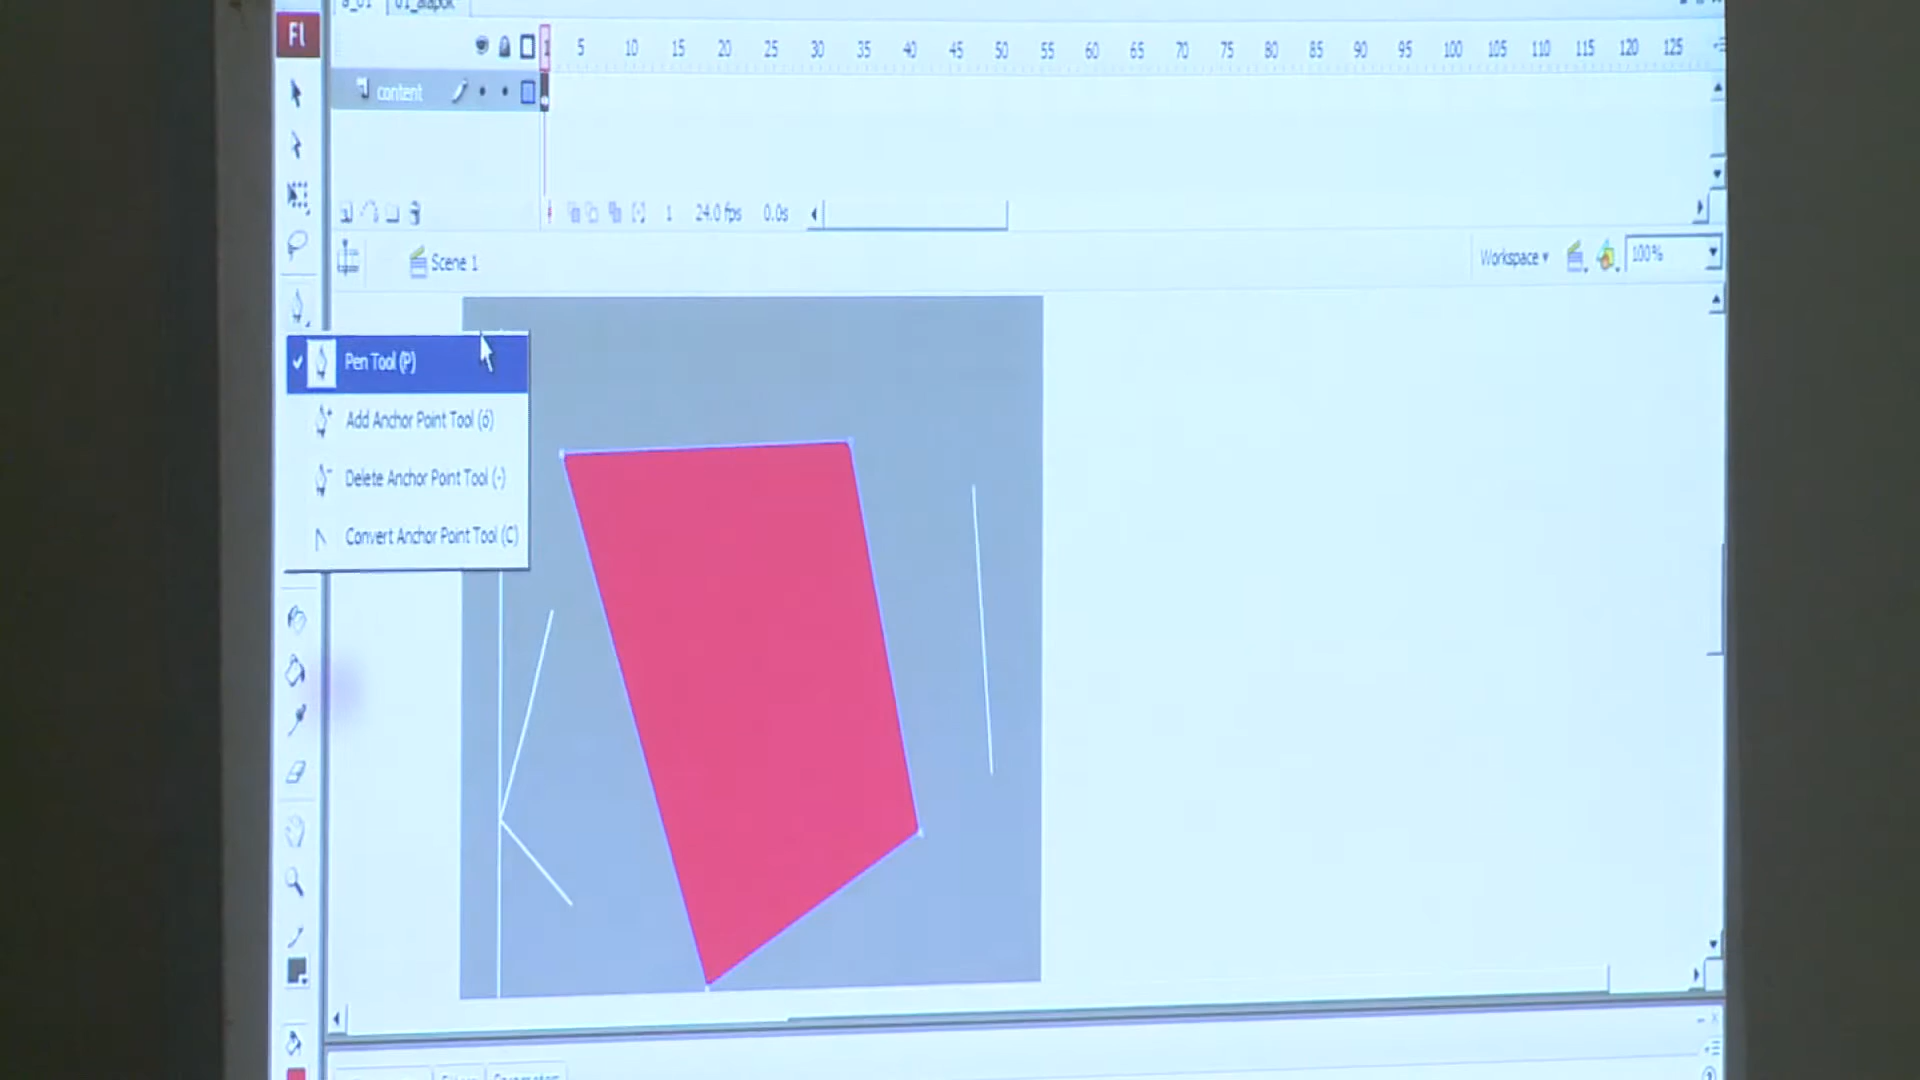 01_alapok
Fl
1 5 10 15 20 25 30 35 40 45 50 55 60 65 70 75 80 85 90 95 100 105 110 115 120 125
content
1 24.0 fps 0.0s
Scene 1
Workspace
100%
Pen Tool (P)
Add Anchor Point Tool (ö)
Delete Anchor Point Tool (-)
Convert Anchor Point Tool (C)